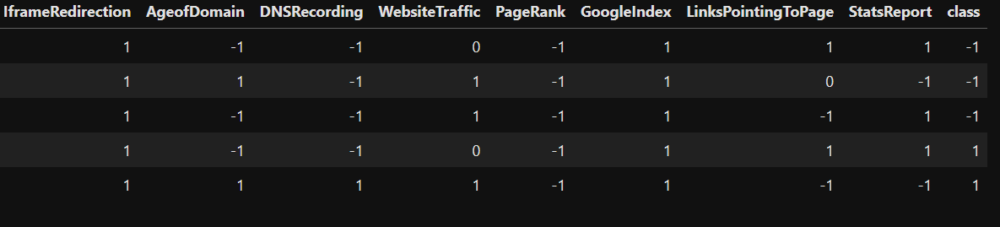 IframeRedirection AgeofDomain DNSRecording WebsiteTraffic PageRank GoogleIndex LinksPointingToPage StatsReport class
1 -1 -1 0 -1 1 1 1 -1
1 1 -1 1 -1 1 0 -1 -1
1 -1 -1 1 -1 1 -1 1 -1
1 -1 -1 0 -1 1 1 1 1
1 1 1 1 -1 1 -1 -1 1